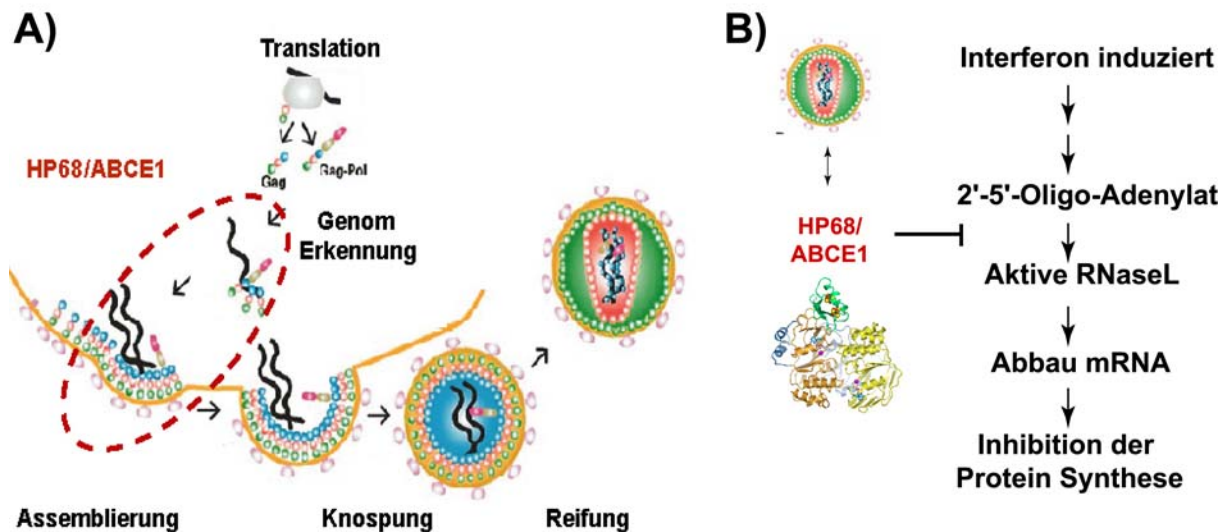 A)
Translation
HP68/ABCE1
Gag
Gag-Pol
Genom
Erkennung
Assemblierung
Knospung
Reifung
B)
HP68/
ABCE1
Interferon induziert
2'-5'-Oligo-Adenylat
Aktive RNaseL
Abbau mRNA
Inhibition der
Protein Synthese